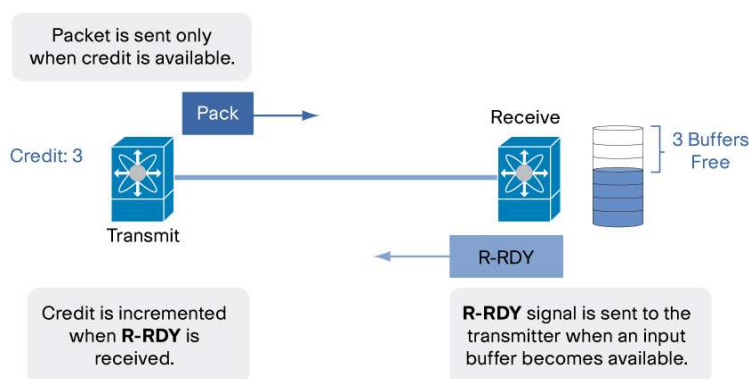 Packet is sent only
when credit is available.
Pack
Receive
Credit: 3
3 Buffers
Free
Transmit
R-RDY
Credit is incremented
when R-RDY is
received.
R-RDY signal is sent to the
transmitter when an input
buffer becomes available.